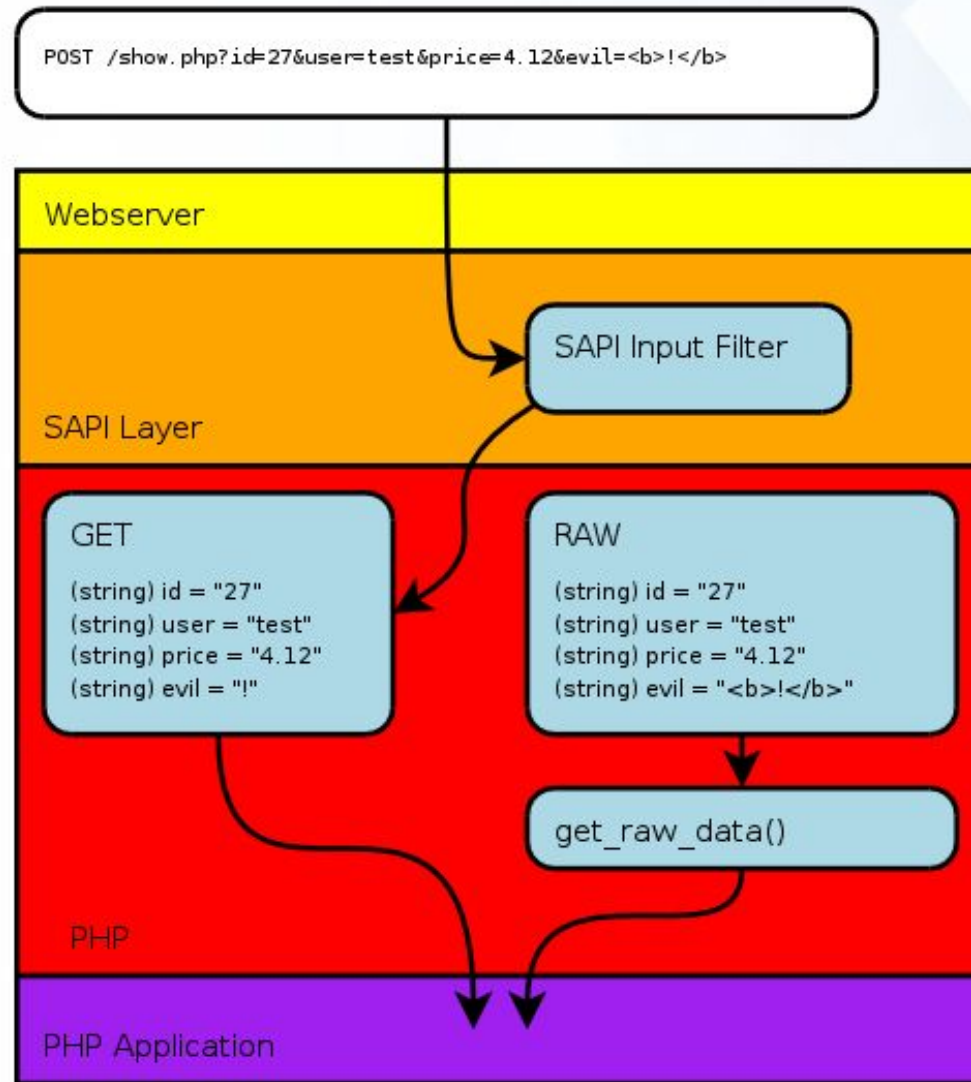 POST /show.php?id=27&user=test&price=4.12&evil=<b>!</b>
Webserver
SAPI Input Filter
SAPI Layer
GET
(string) id = "27"
(string) user = "test"
(string) price = "4.12"
(string) evil = "!"
RAW
(string) id = "27"
(string) user = "test"
(string) price = "4.12"
(string) evil = "<b>!</b>"
get_raw_data()
PHP
PHP Application